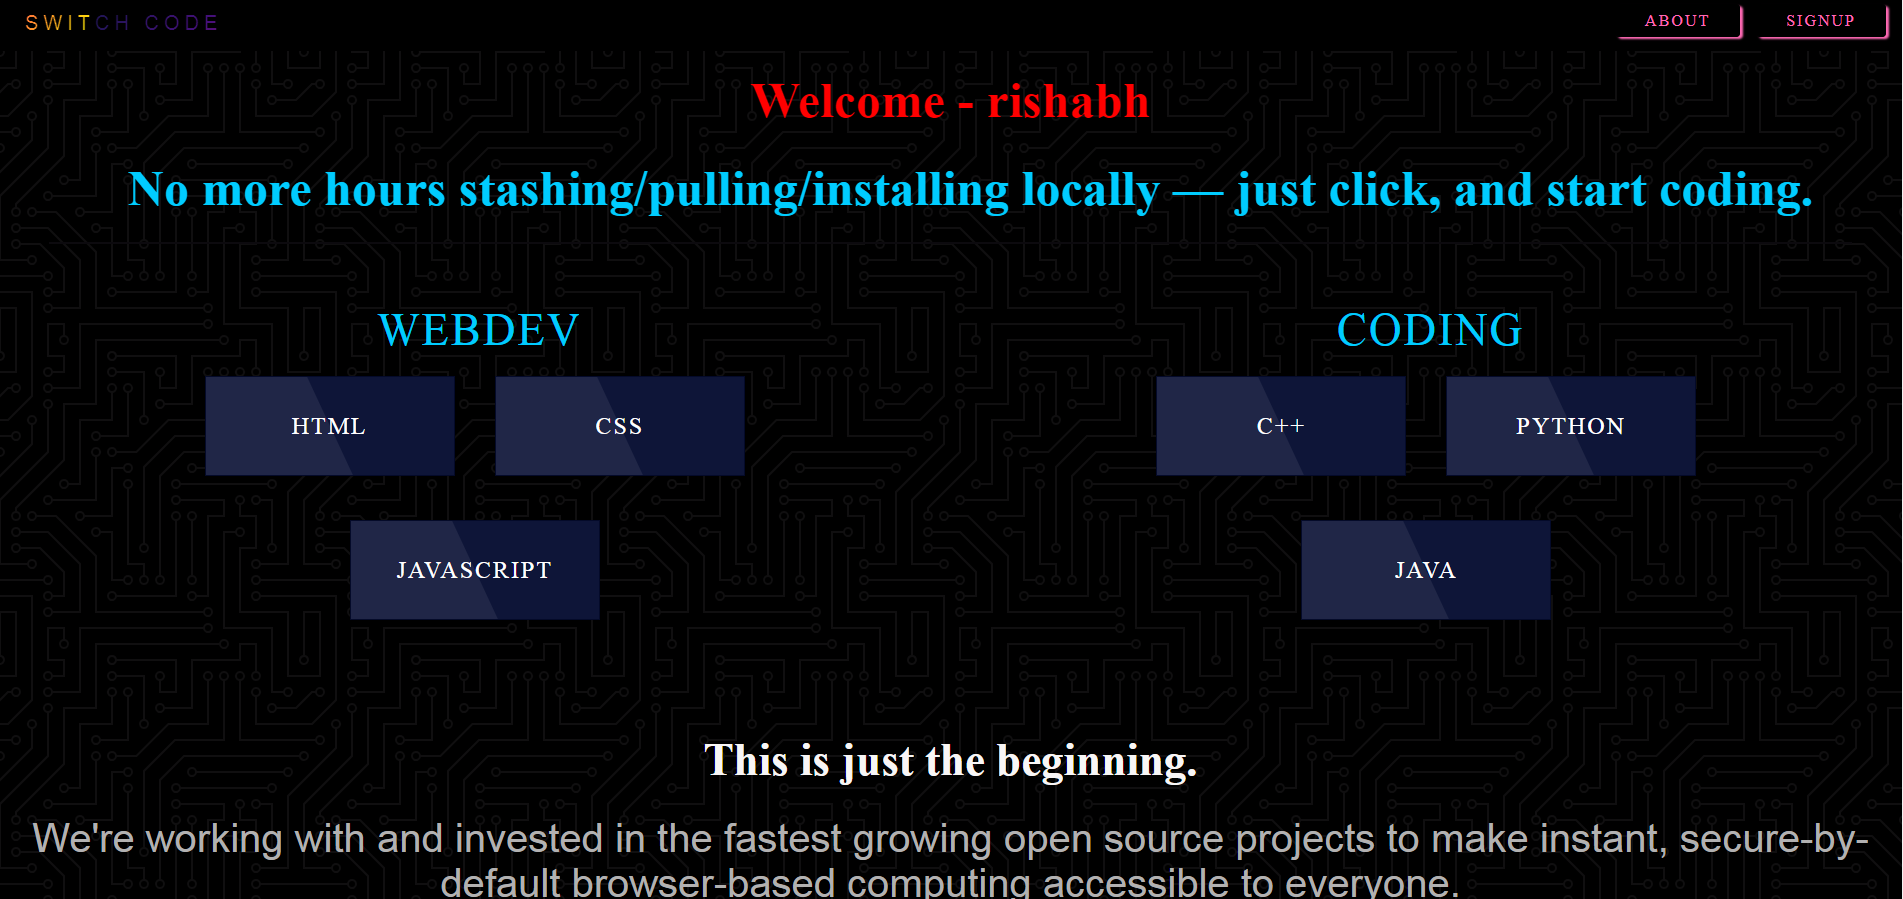 SWITCH CODE
ABOUT
SIGNUP
Welcome - rishabh
No more hours stashing/pulling/installing locally — just click, and start coding.
WEBDEV
CODING
HTML
CSS
C++
PYTHON
JAVASCRIPT
JAVA
This is just the beginning.
We're working with and invested in the fastest growing open source projects to make instant, secure-by-
default browser-based computing accessible to everyone.